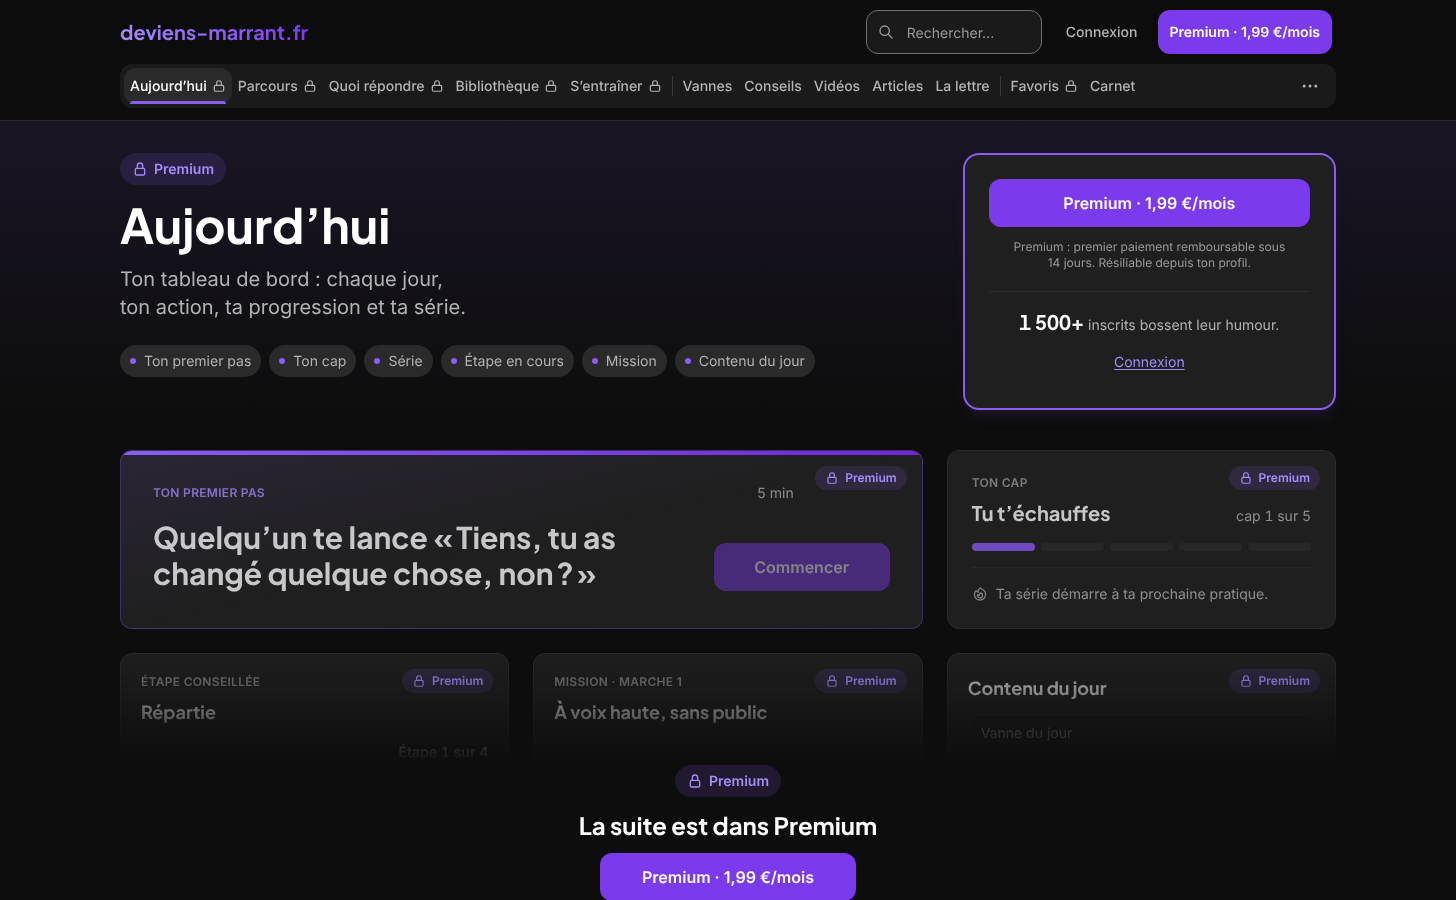 deviens-marrant.fr
Rechercher...
Connexion
Premium · 1,99 €/mois
Aujourd’hui
Parcours
Quoi répondre
Bibliothèque
S’entraîner
Vannes
Conseils
Vidéos
Articles
La lettre
Favoris
Carnet
Premium
Aujourd’hui
Ton tableau de bord : chaque jour,
ton action, ta progression et ta série.
Ton premier pas
Ton cap
Série
Étape en cours
Mission
Contenu du jour
Premium · 1,99 €/mois
Premium : premier paiement remboursable sous
14 jours. Résiliable depuis ton profil.
1 500+ inscrits bossent leur humour.
Connexion
TON PREMIER PAS
5 min
Premium
Quelqu’un te lance « Tiens, tu as
changé quelque chose, non ? »
Commencer
TON CAP
Premium
Tu t’échauffes
cap 1 sur 5
Ta série démarre à ta prochaine pratique.
ÉTAPE CONSEILLÉE
Premium
Répartie
Étape 1 sur 4
MISSION · MARCHE 1
Premium
À voix haute, sans public
Contenu du jour
Premium
Vanne du jour
Premium
La suite est dans Premium
Premium · 1,99 €/mois